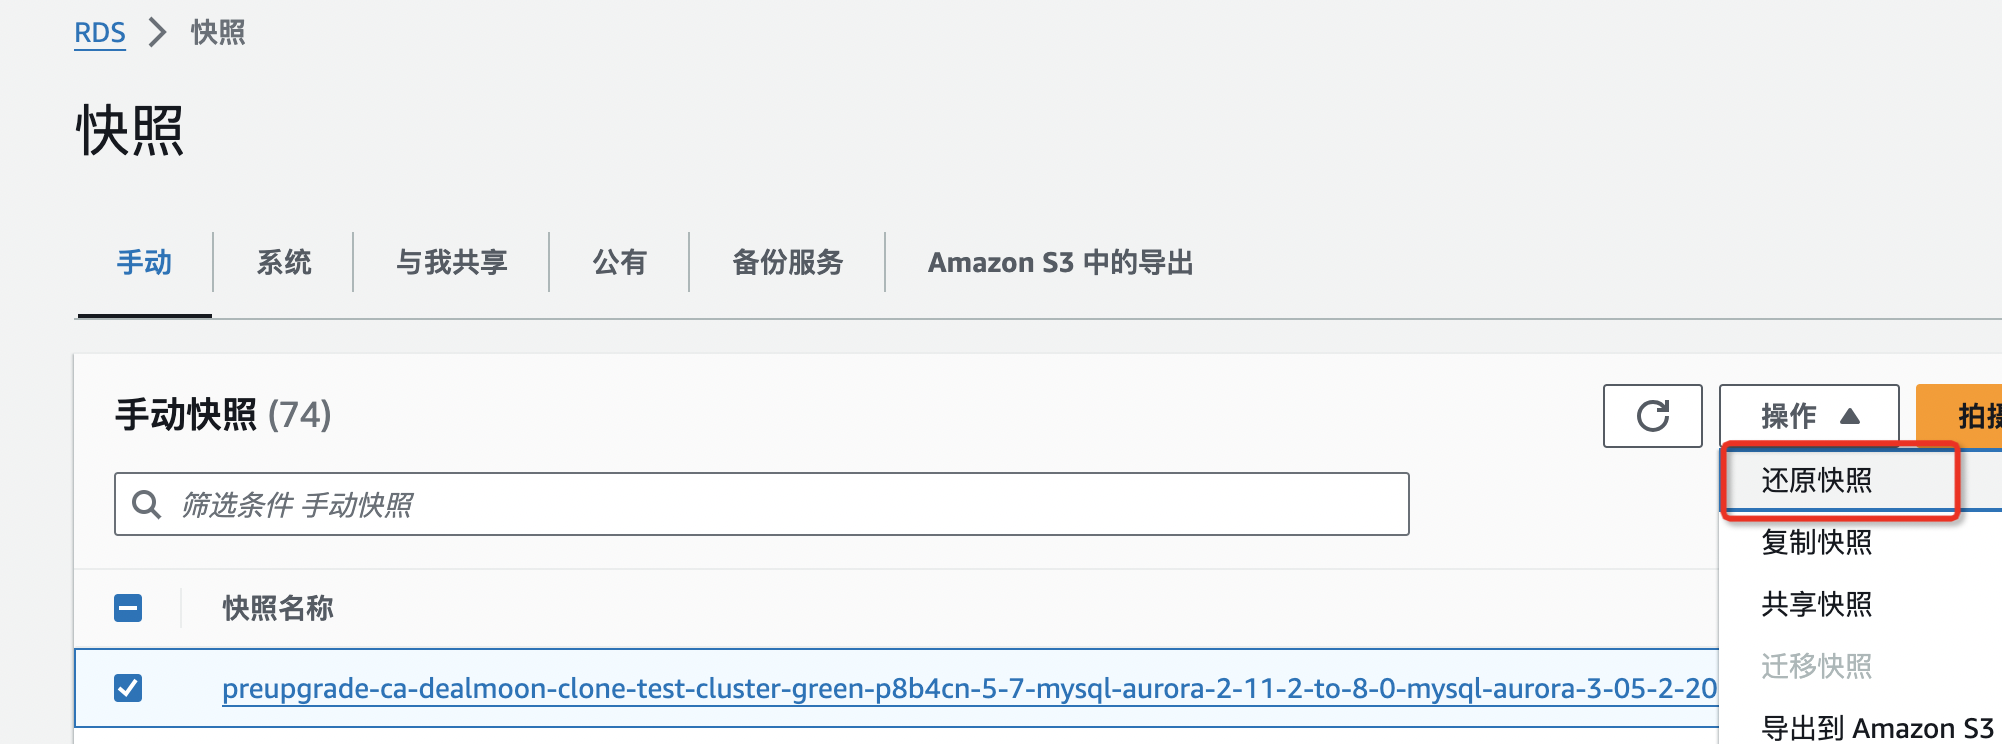 RDS > 快照
快照
手动
系统
与我共享
公有
备份服务
Amazon S3 中的导出
手动快照 (74)
操作
筛选条件 手动快照
还原快照
复制快照
共享快照
迁移快照
导出到 Amazon S3
快照名称
preupgrade-ca-dealmoon-clone-test-cluster-green-p8b4cn-5-7-mysql-aurora-2-11-2-to-8-0-mysql-aurora-3-05-2-20